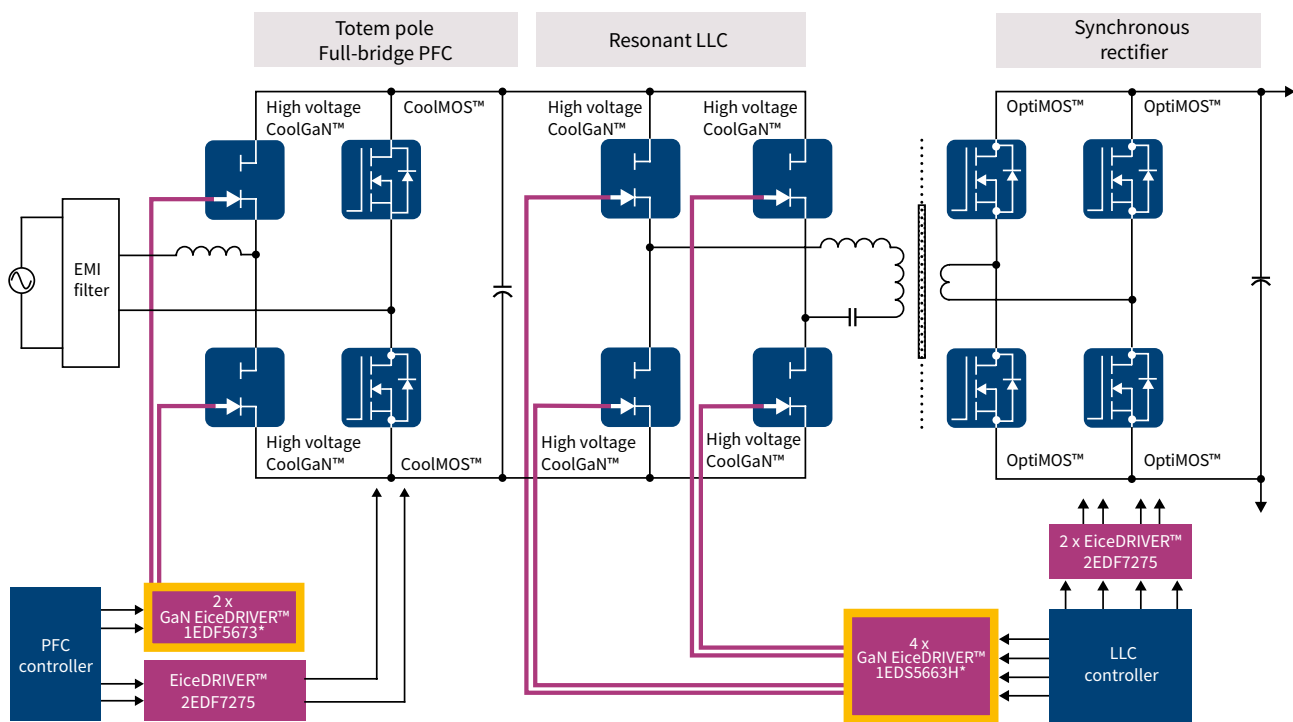 Totem pole
Full-bridge PFC
Resonant LLC
Synchronous
rectifier
High voltage
CoolGaN™
CoolMOS™
High voltage
CoolGaN™
High voltage
CoolGaN™
OptiMOS™
OptiMOS™
EMI
filter
High voltage
CoolGaN™
CoolMOS™
High voltage
CoolGaN™
High voltage
CoolGaN™
OptiMOS™
OptiMOS™
2 x EiceDRIVER™
2EDF7275
PFC
controller
2 x
GaN EiceDRIVER™
1EDF5673*
EiceDRIVER™
2EDF7275
4 x
GaN EiceDRIVER™
1EDS5663H*
LLC
controller